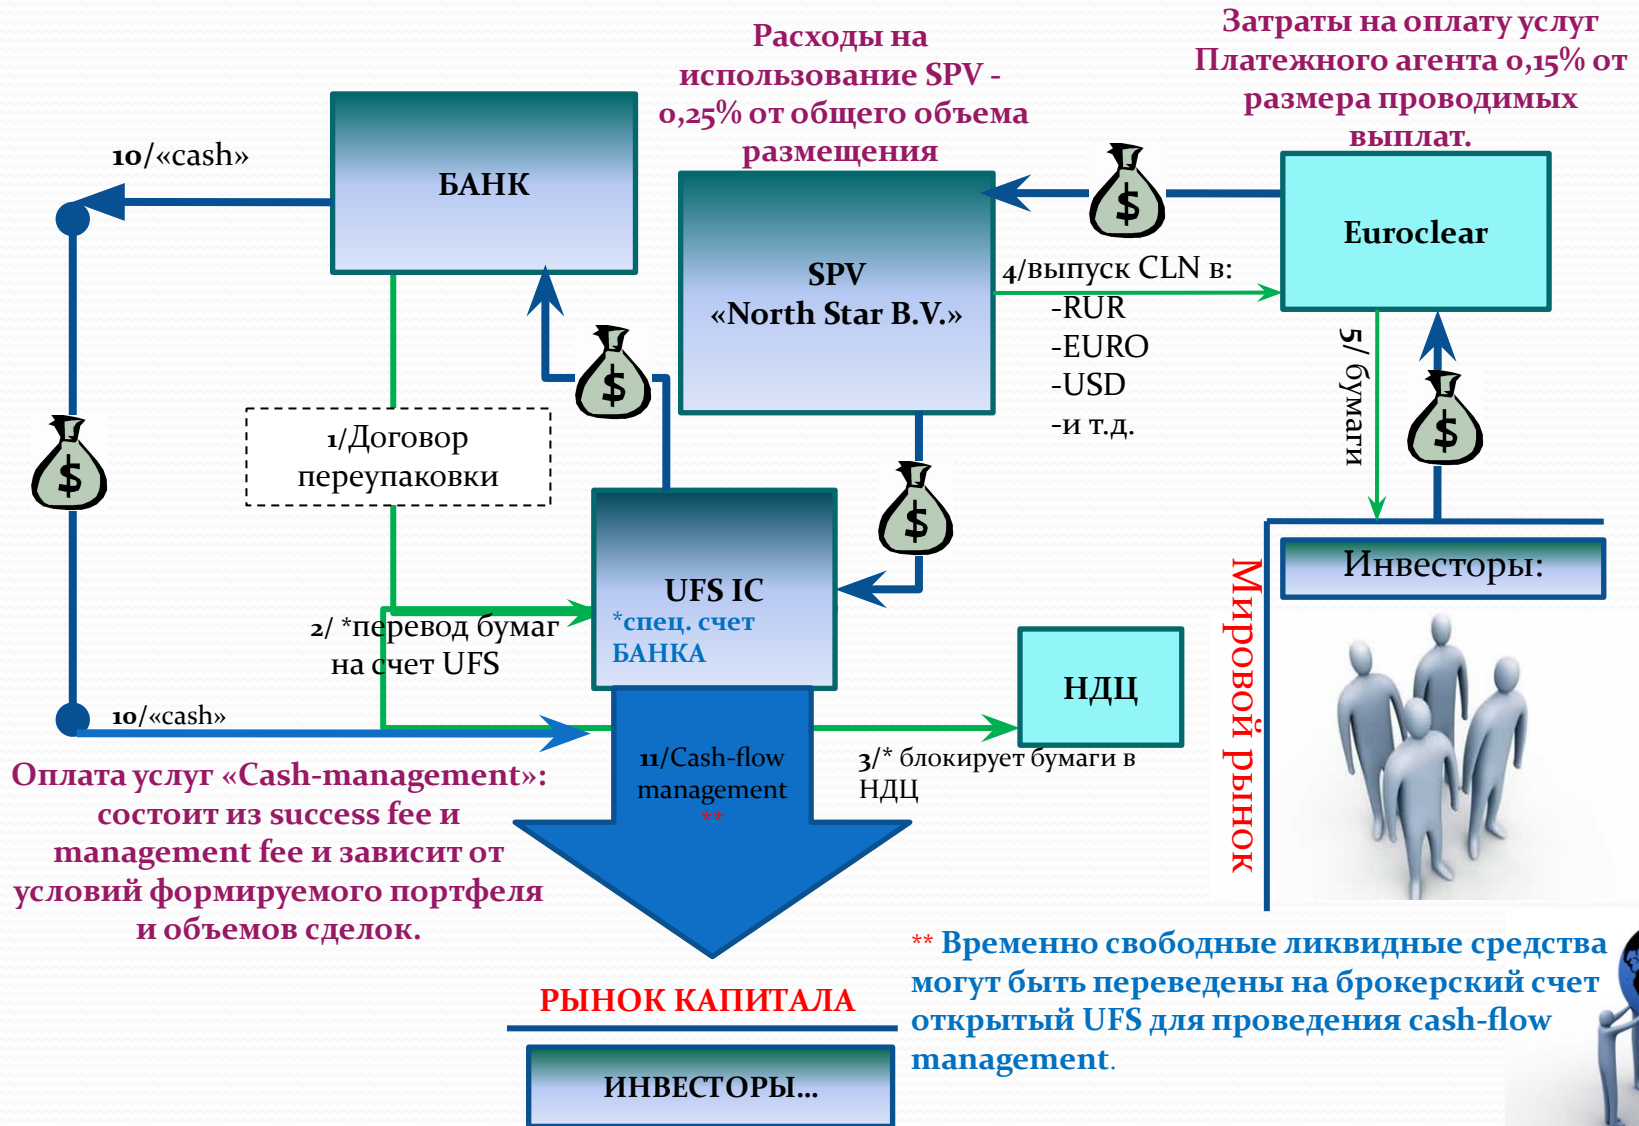 Расходы на
использование SPV -
0,25% от общего объема
размещения
Затраты на оплату услуг
Платежного агента 0,15% от
размера проводимых
выплат.
10/«cash»
БАНК
SPV
«North Star B.V.»
Euroclear
4/выпуск CLN в:
-RUR
-EURO
-USD
-и т.д.
5/ бумаги
$
$
$
$
$
1/Договор
переупаковки
UFS IC
*спец. счет
БАНКА
2/ *перевод бумаг
на счет UFS
Инвесторы:
Мировой рынок
НДЦ
10/«cash»
11/Cash-flow
management
**
3/* блокирует бумаги в
НДЦ
Оплата услуг «Cash-management»:
состоит из success fee и
management fee и зависит от
условий формируемого портфеля
и объемов сделок.
** Временно свободные ликвидные средства
могут быть переведены на брокерский счет
открытый UFS для проведения cash-flow
management.
РЫНОК КАПИТАЛА
ИНВЕСТОРЫ...